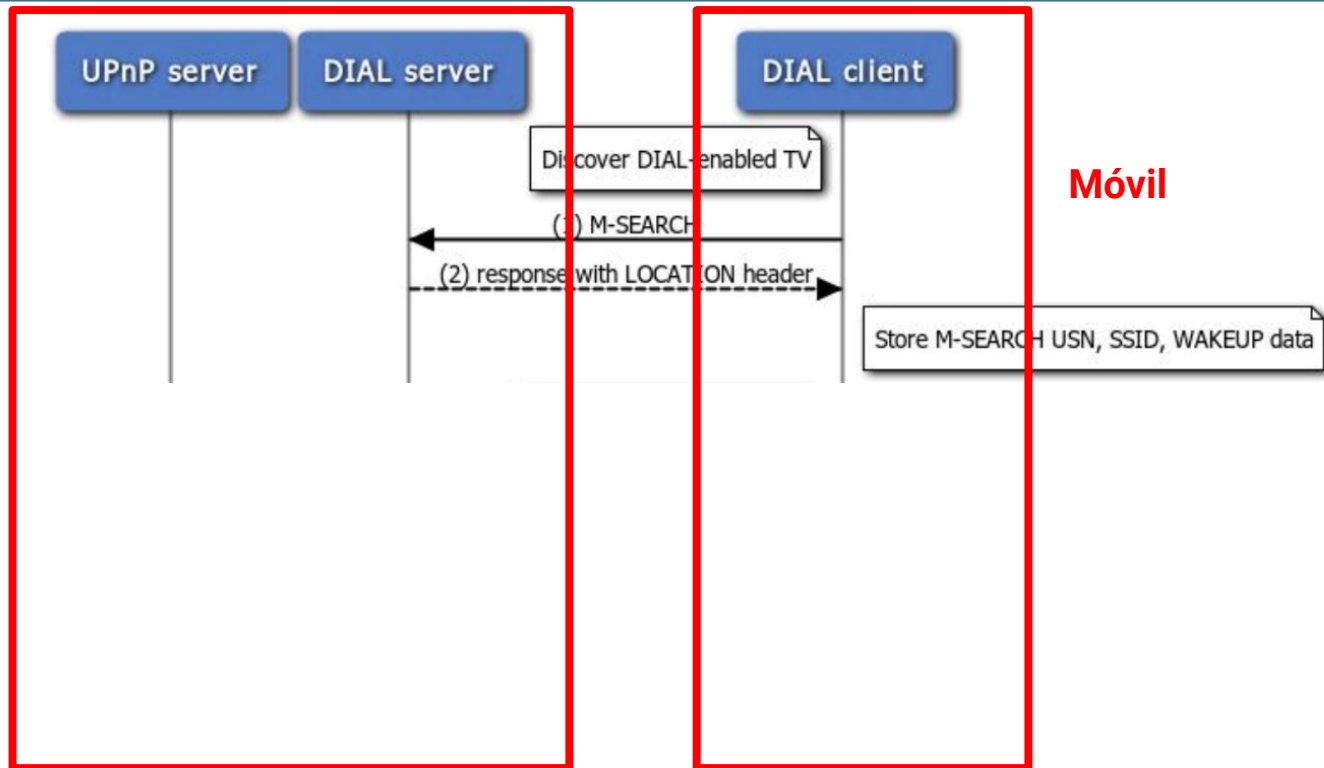 UPnP server
DIAL server
DIAL client
Discover DIAL-enabled TV
Móvil
(1) M-SEARCH
(2) response with LOCATION header
Store M-SEARCH USN, SSID, WAKEUP data